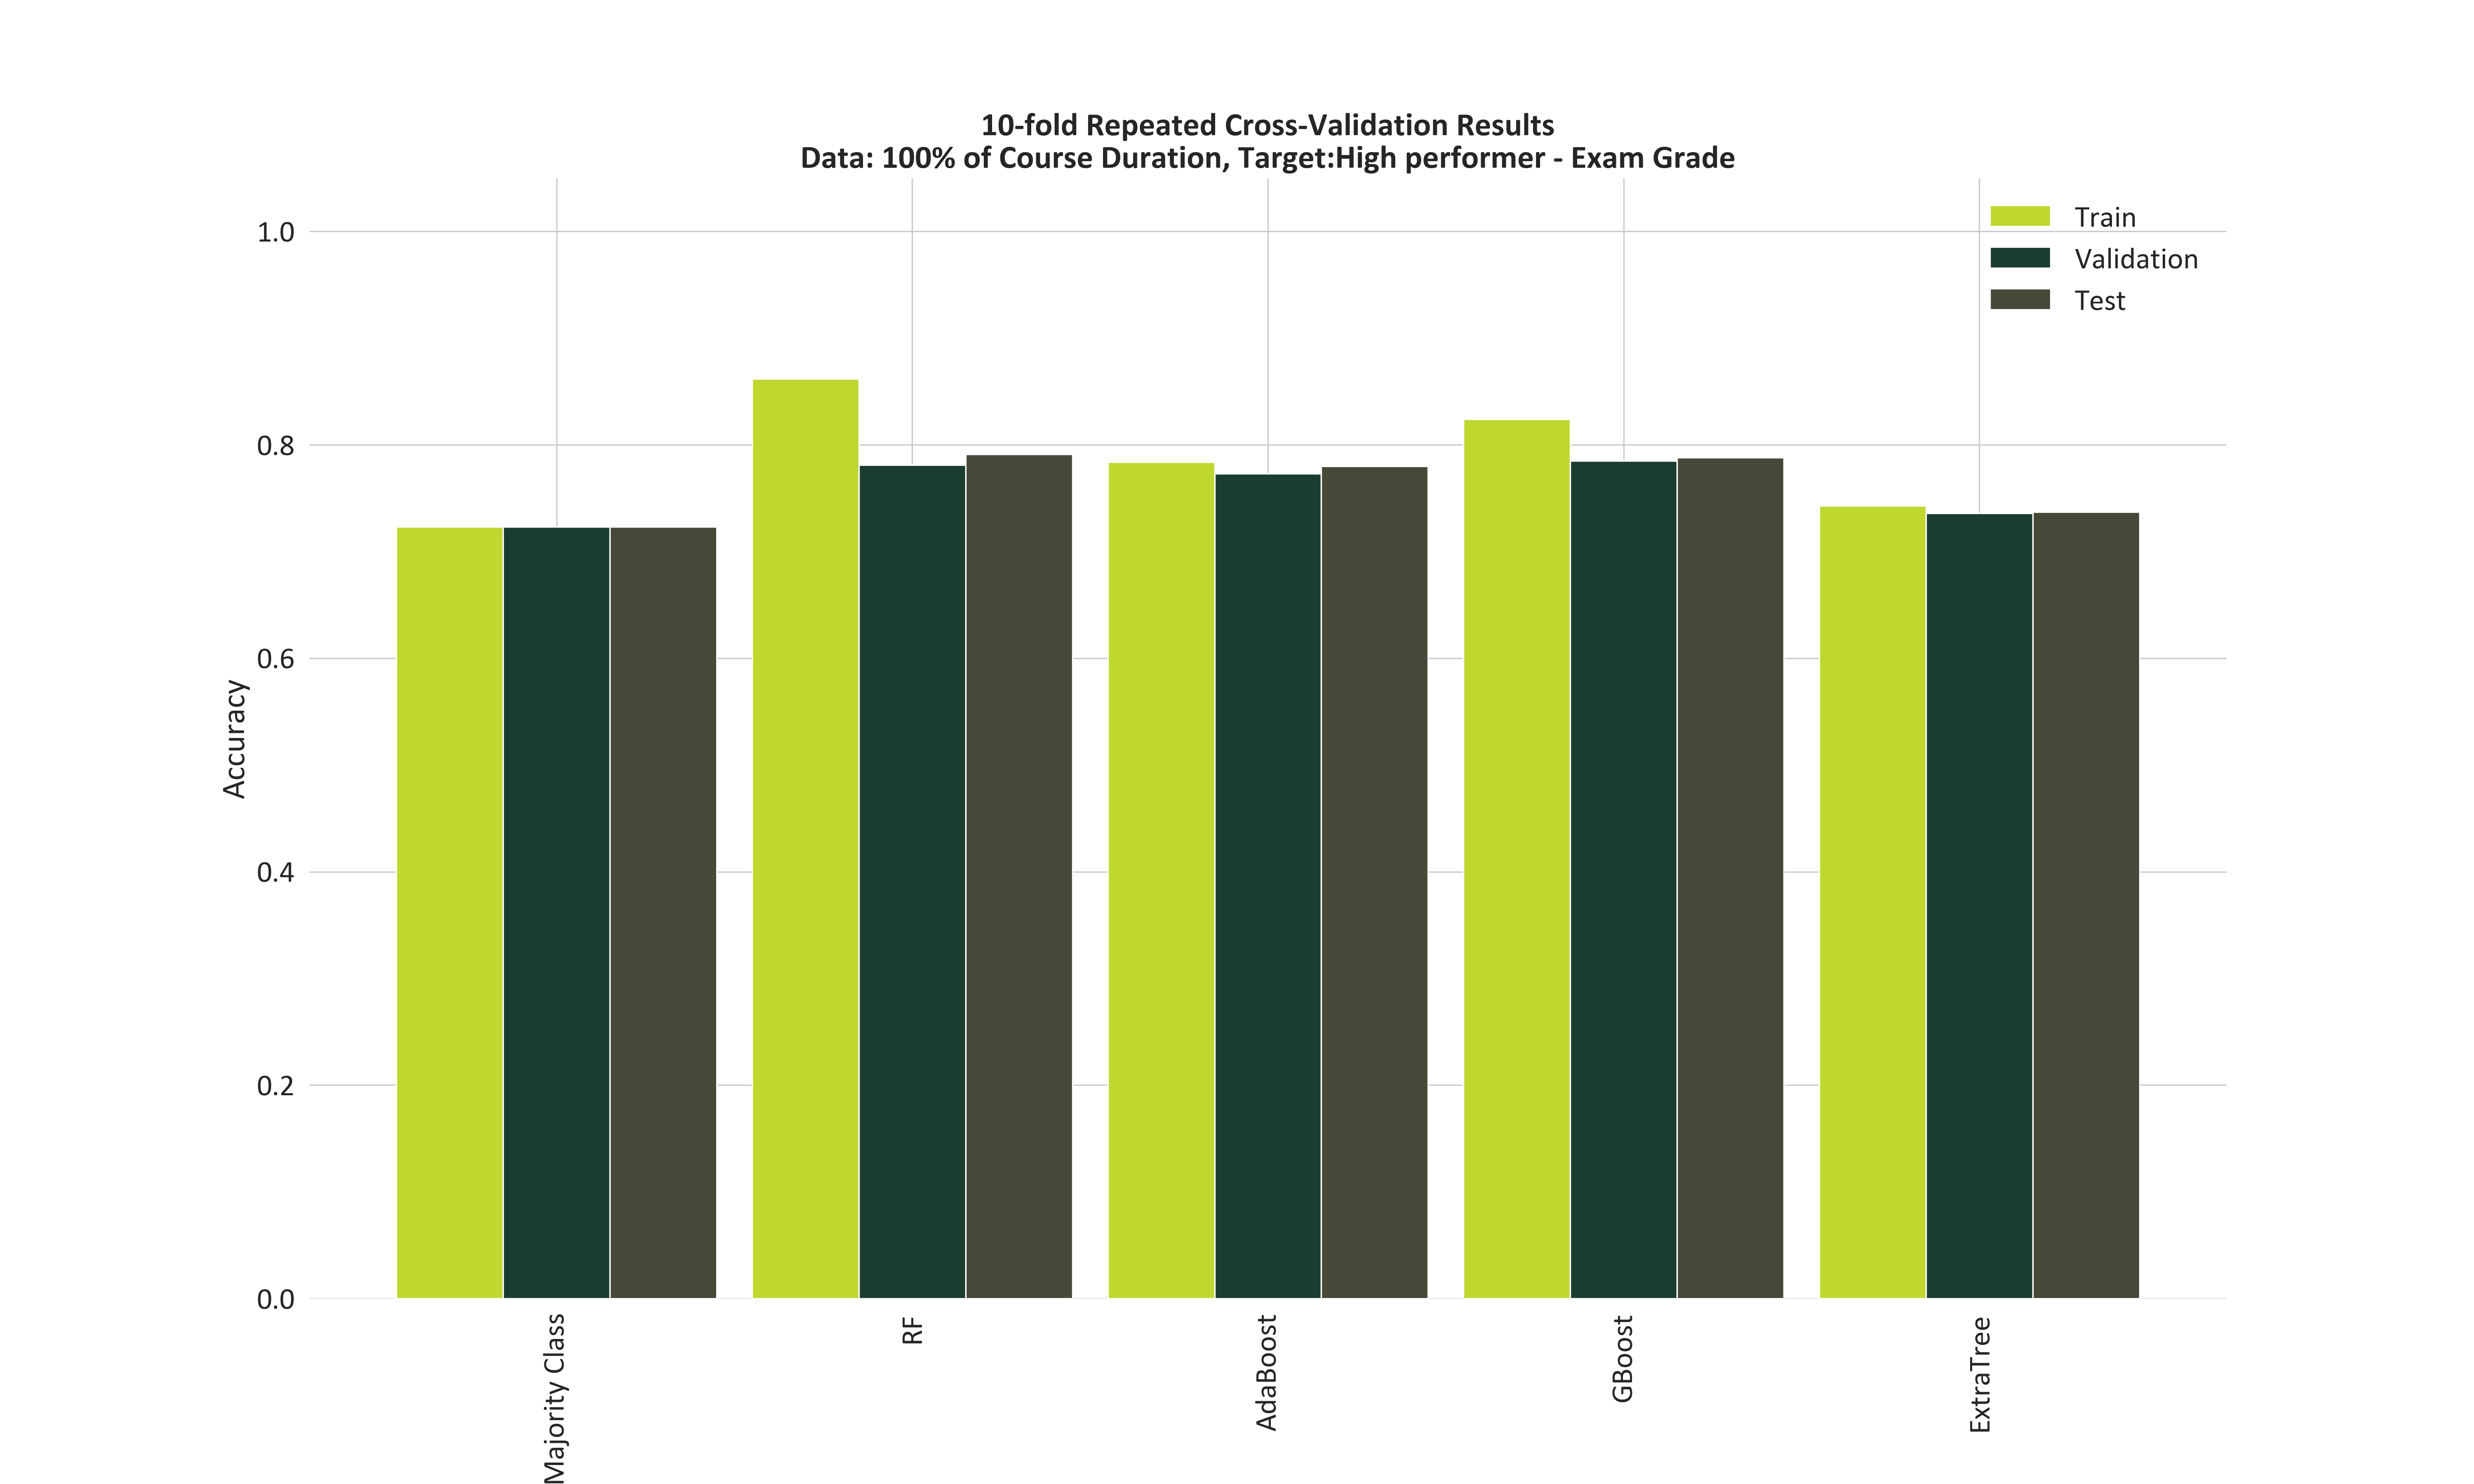 10-fold Repeated Cross-Validation Results
Data: 100% of Course Duration, Target:High performer - Exam Grade
Train
Validation
Test
1.0
0.8
0.6
0.4
0.2
0.0
Accuracy
Majority Class
RF
AdaBoost
GBoost
ExtraTree